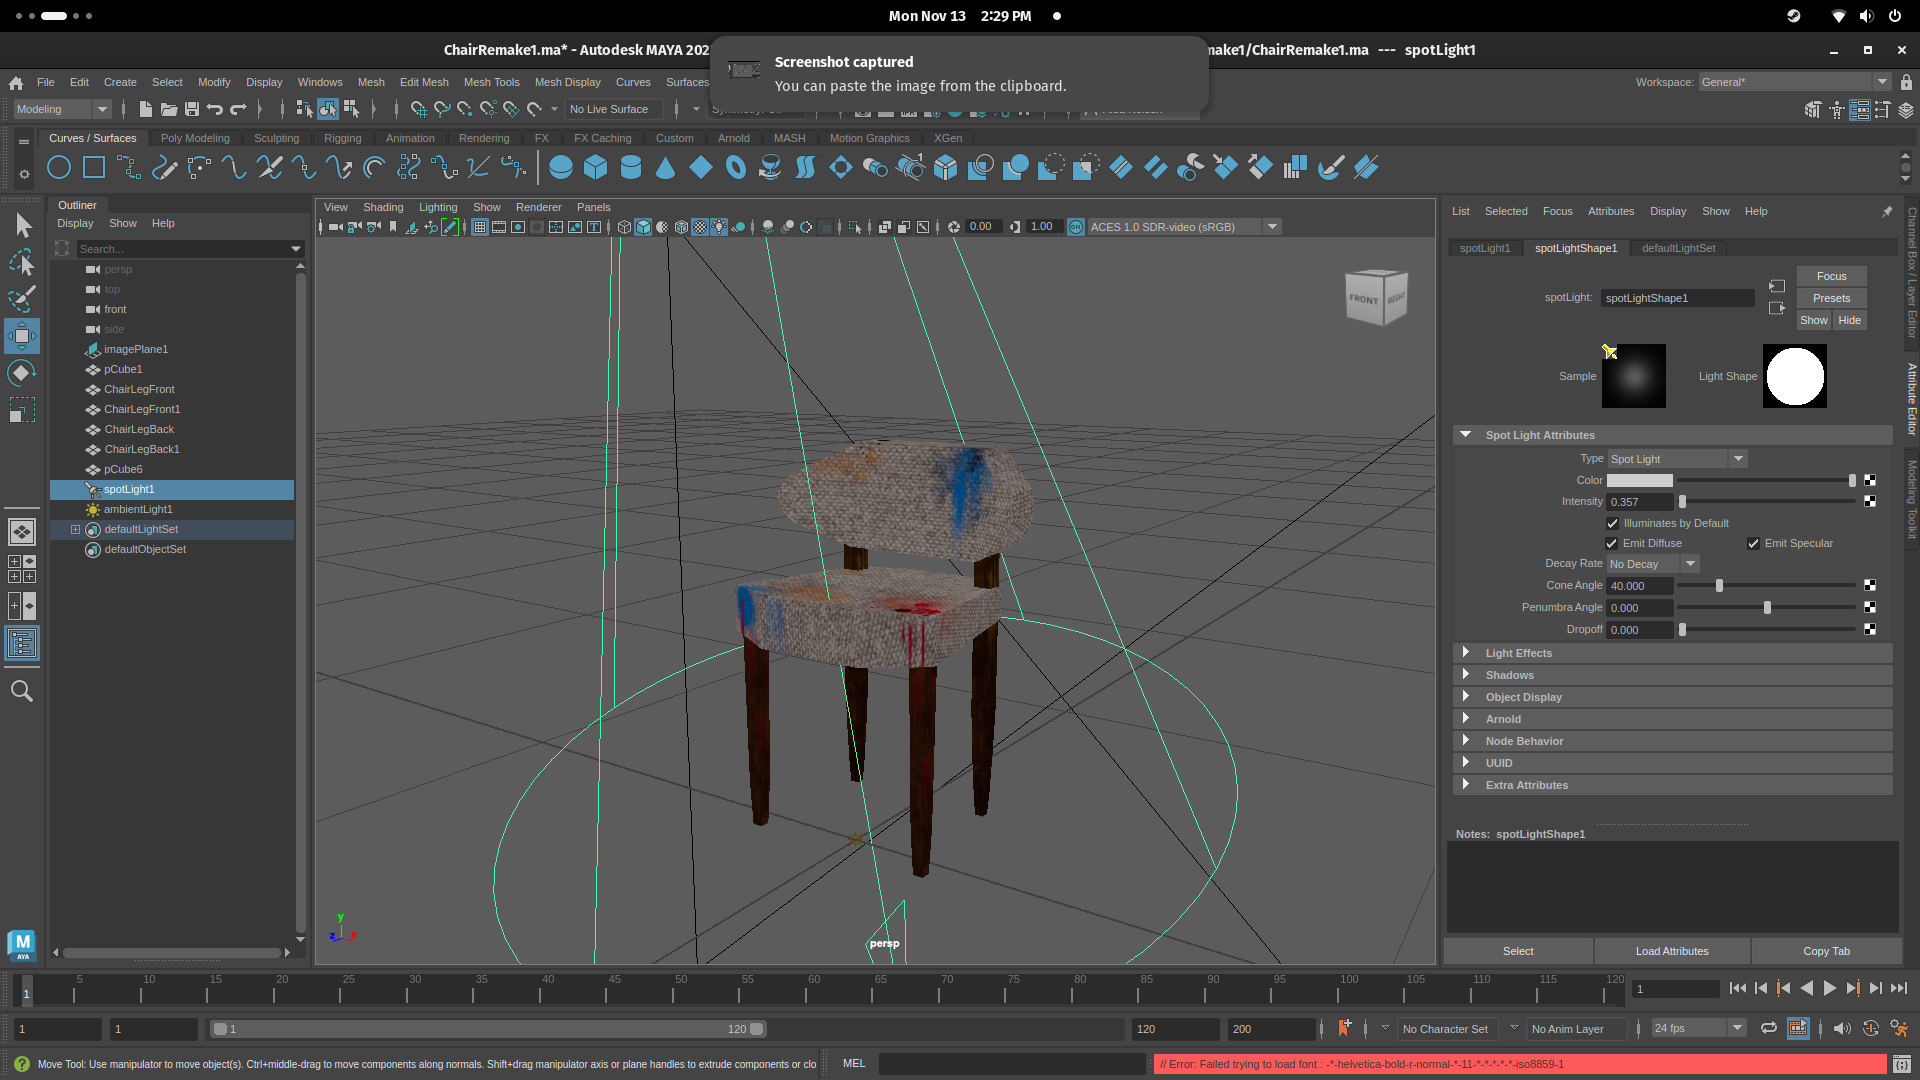 Mon Nov 13 2:29 PM
ChairRemake1.ma* - Autodesk MAYA 202
make1/ChairRemake1.ma --- spotLight1
Screenshot captured
You can paste the image from the clipboard.
File Edit Create Select Modify Display Windows Mesh Edit Mesh Mesh Tools Mesh Display Curves Surfaces
Workspace: General*
Modeling
No Live Surface
Curves / Surfaces Poly Modeling Sculpting Rigging Animation Rendering FX FX Caching Custom Arnold MASH Motion Graphics XGen
Outliner
Display Show Help
Search...
persp
top
front
side
imagePlane1
pCube1
ChairLegFront
ChairLegFront1
ChairLegBack
ChairLegBack1
pCube6
spotLight1
ambientLight1
defaultLightSet
defaultObjectSet
View Shading Lighting Show Renderer Panels
0.00 1.00 ON ACES 1.0 SDR-video (sRGB)
FRONT RIGHT
y
z x
persp
List Selected Focus Attributes Display Show Help
spotLight1 spotLightShape1 defaultLightSet
spotLight: spotLightShape1
Focus
Presets
Show Hide
Sample Light Shape
Spot Light Attributes
Type Spot Light
Color
Intensity 0.357
Illuminates by Default
Emit Diffuse Emit Specular
Decay Rate No Decay
Cone Angle 40.000
Penumbra Angle 0.000
Dropoff 0.000
Light Effects
Shadows
Object Display
Arnold
Node Behavior
UUID
Extra Attributes
Notes: spotLightShape1
Select Load Attributes Copy Tab
Channel Box / Layer Editor
Attribute Editor
Modeling Toolkit
M
AYA
1 5 10 15 20 25 30 35 40 45 50 55 60 65 70 75 80 85 90 95 100 105 110 115 120
1
1 1 1 120 120 200 No Character Set No Anim Layer 24 fps
Move Tool: Use manipulator to move object(s). Ctrl+middle-drag to move components along normals. Shift+drag manipulator axis or plane handles to extrude components or clo
MEL
// Error: Failed trying to load font : -*-helvetica-bold-r-normal-*-11-*-*-*-*-*-iso8859-1